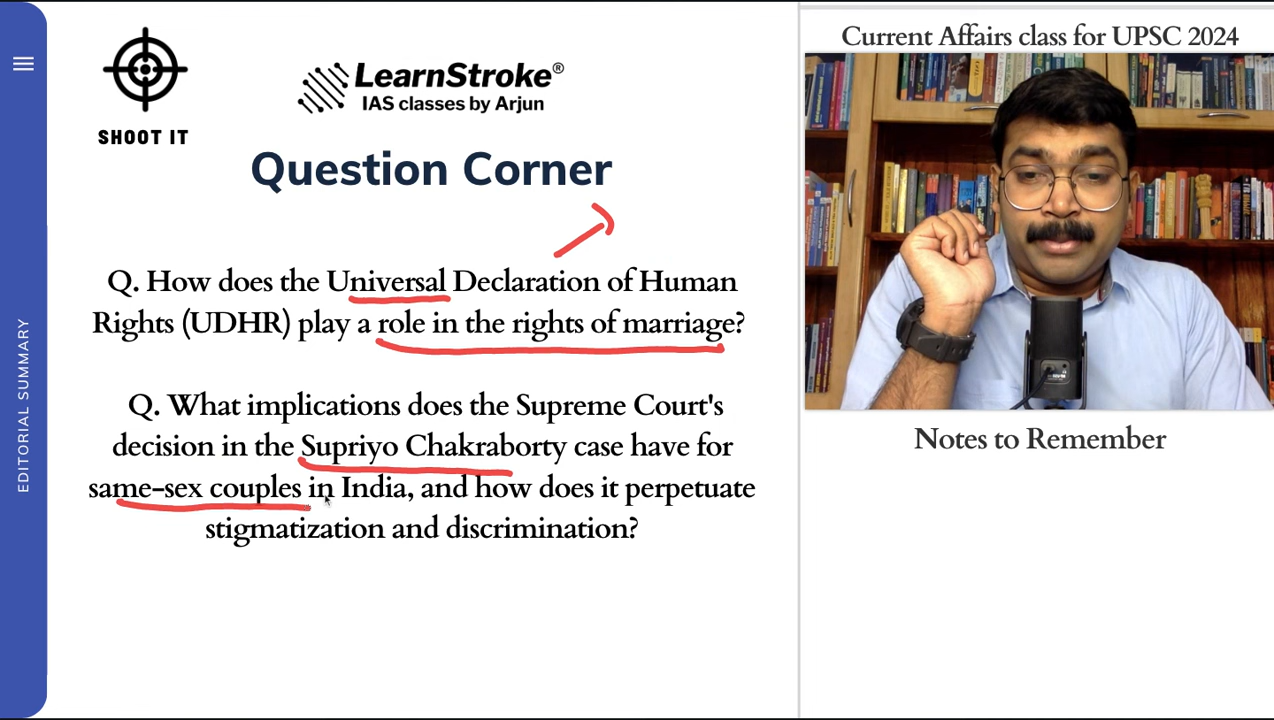 Current Affairs class for UPSC 2024
LearnStroke®
IAS classes by Arjun
SHOOT IT
Question Corner
Q. How does the Universal Declaration of Human
Rights (UDHR) play a role in the rights of marriage?
Q. What implications does the Supreme Court's
decision in the Supriyo Chakraborty case have for
same-sex couples in India, and how does it perpetuate
stigmatization and discrimination?
EDITORIAL SUMMARY
Notes to Remember